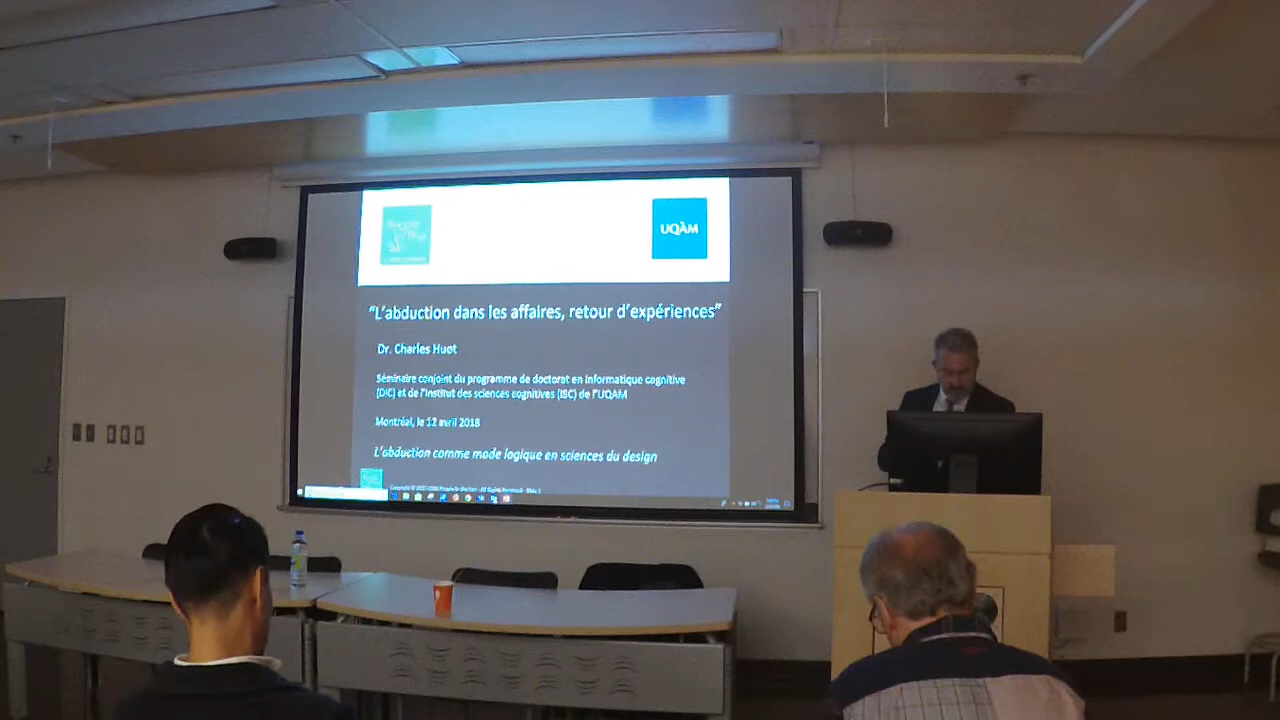 UQÀM
"L'abduction dans les affaires, retour d'expériences"
Dr. Charles Huot
Séminaire conjoint du programme de doctorat en informatique cognitive
(DIC) et de l'Institut des sciences cognitives (ISC) de l'UQAM
Montréal, le 12 avril 2018
L'abduction comme mode logique en sciences du design